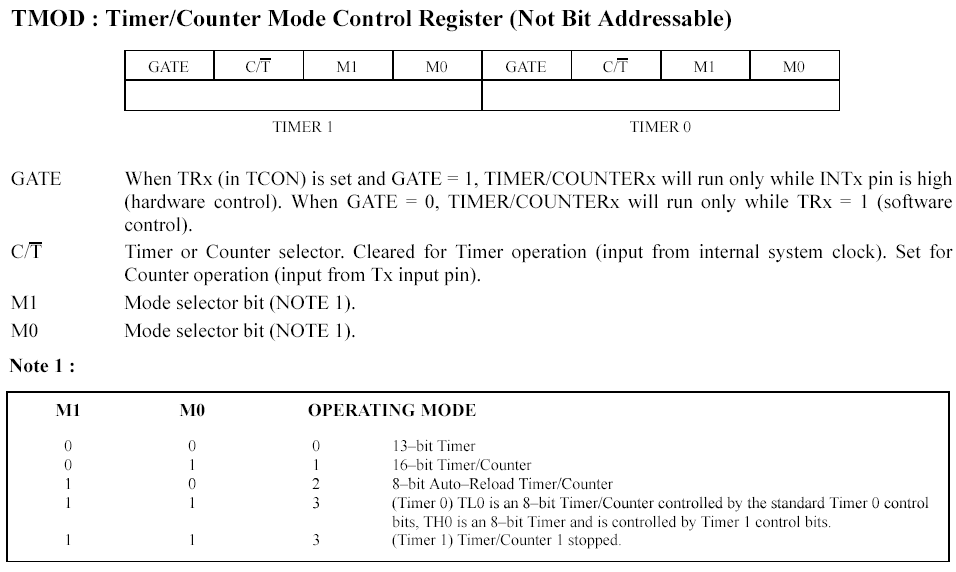 TMOD : Timer/Counter Mode Control Register (Not Bit Addressable)
GATE C/T̅ M1 M0 GATE C/T̅ M1 M0
TIMER 1 TIMER 0
GATE When TRx (in TCON) is set and GATE = 1, TIMER/COUNTERx will run only while INTx pin is high
(hardware control). When GATE = 0, TIMER/COUNTERx will run only while TRx = 1 (software
control).
C/T̅ Timer or Counter selector. Cleared for Timer operation (input from internal system clock). Set for
Counter operation (input from Tx input pin).
M1 Mode selector bit (NOTE 1).
M0 Mode selector bit (NOTE 1).
Note 1 :
M1 M0 OPERATING MODE
0 0 0 13–bit Timer
0 1 1 16–bit Timer/Counter
1 0 2 8–bit Auto–Reload Timer/Counter
1 1 3 (Timer 0) TL0 is an 8–bit Timer/Counter controlled by the standard Timer 0 control
bits, TH0 is an 8–bit Timer and is controlled by Timer 1 control bits.
1 1 3 (Timer 1) Timer/Counter 1 stopped.